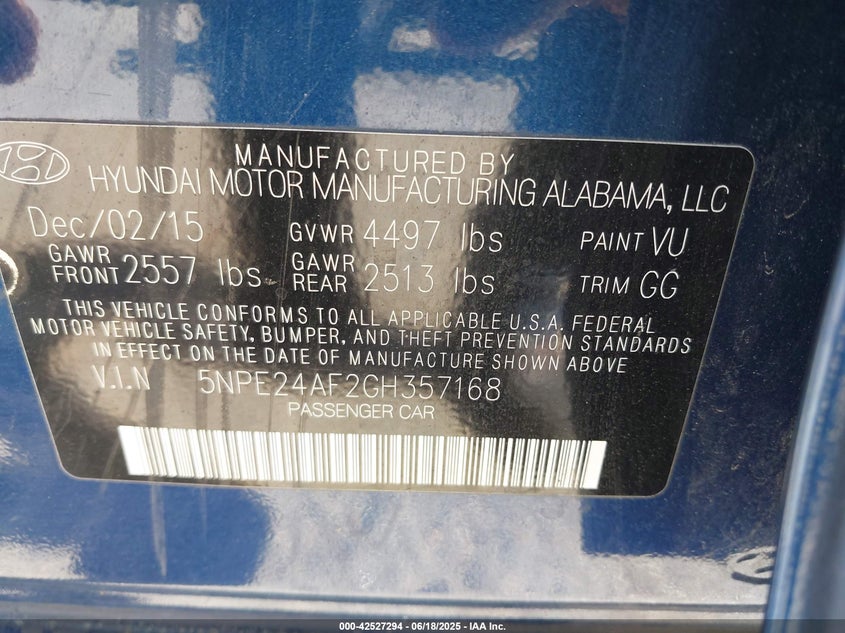 MANUFACTURED BY
HYUNDAI MOTOR MANUFACTURING ALABAMA, LLC
Dec/02/15 GVWR 4497 lbs PAINT VU
GAWR FRONT 2557 lbs GAWR REAR 2513 lbs TRIM GG
THIS VEHICLE CONFORMS TO ALL APPLICABLE U.S.A. FEDERAL
MOTOR VEHICLE SAFETY, BUMPER, AND THEFT PREVENTION STANDARDS
IN EFFECT ON THE DATE OF MANUFACTURE SHOWN ABOVE
V.I.N 5NPE24AF2GH357168
PASSENGER CAR
000-42527294 - 06/18/2025 - IAA Inc.